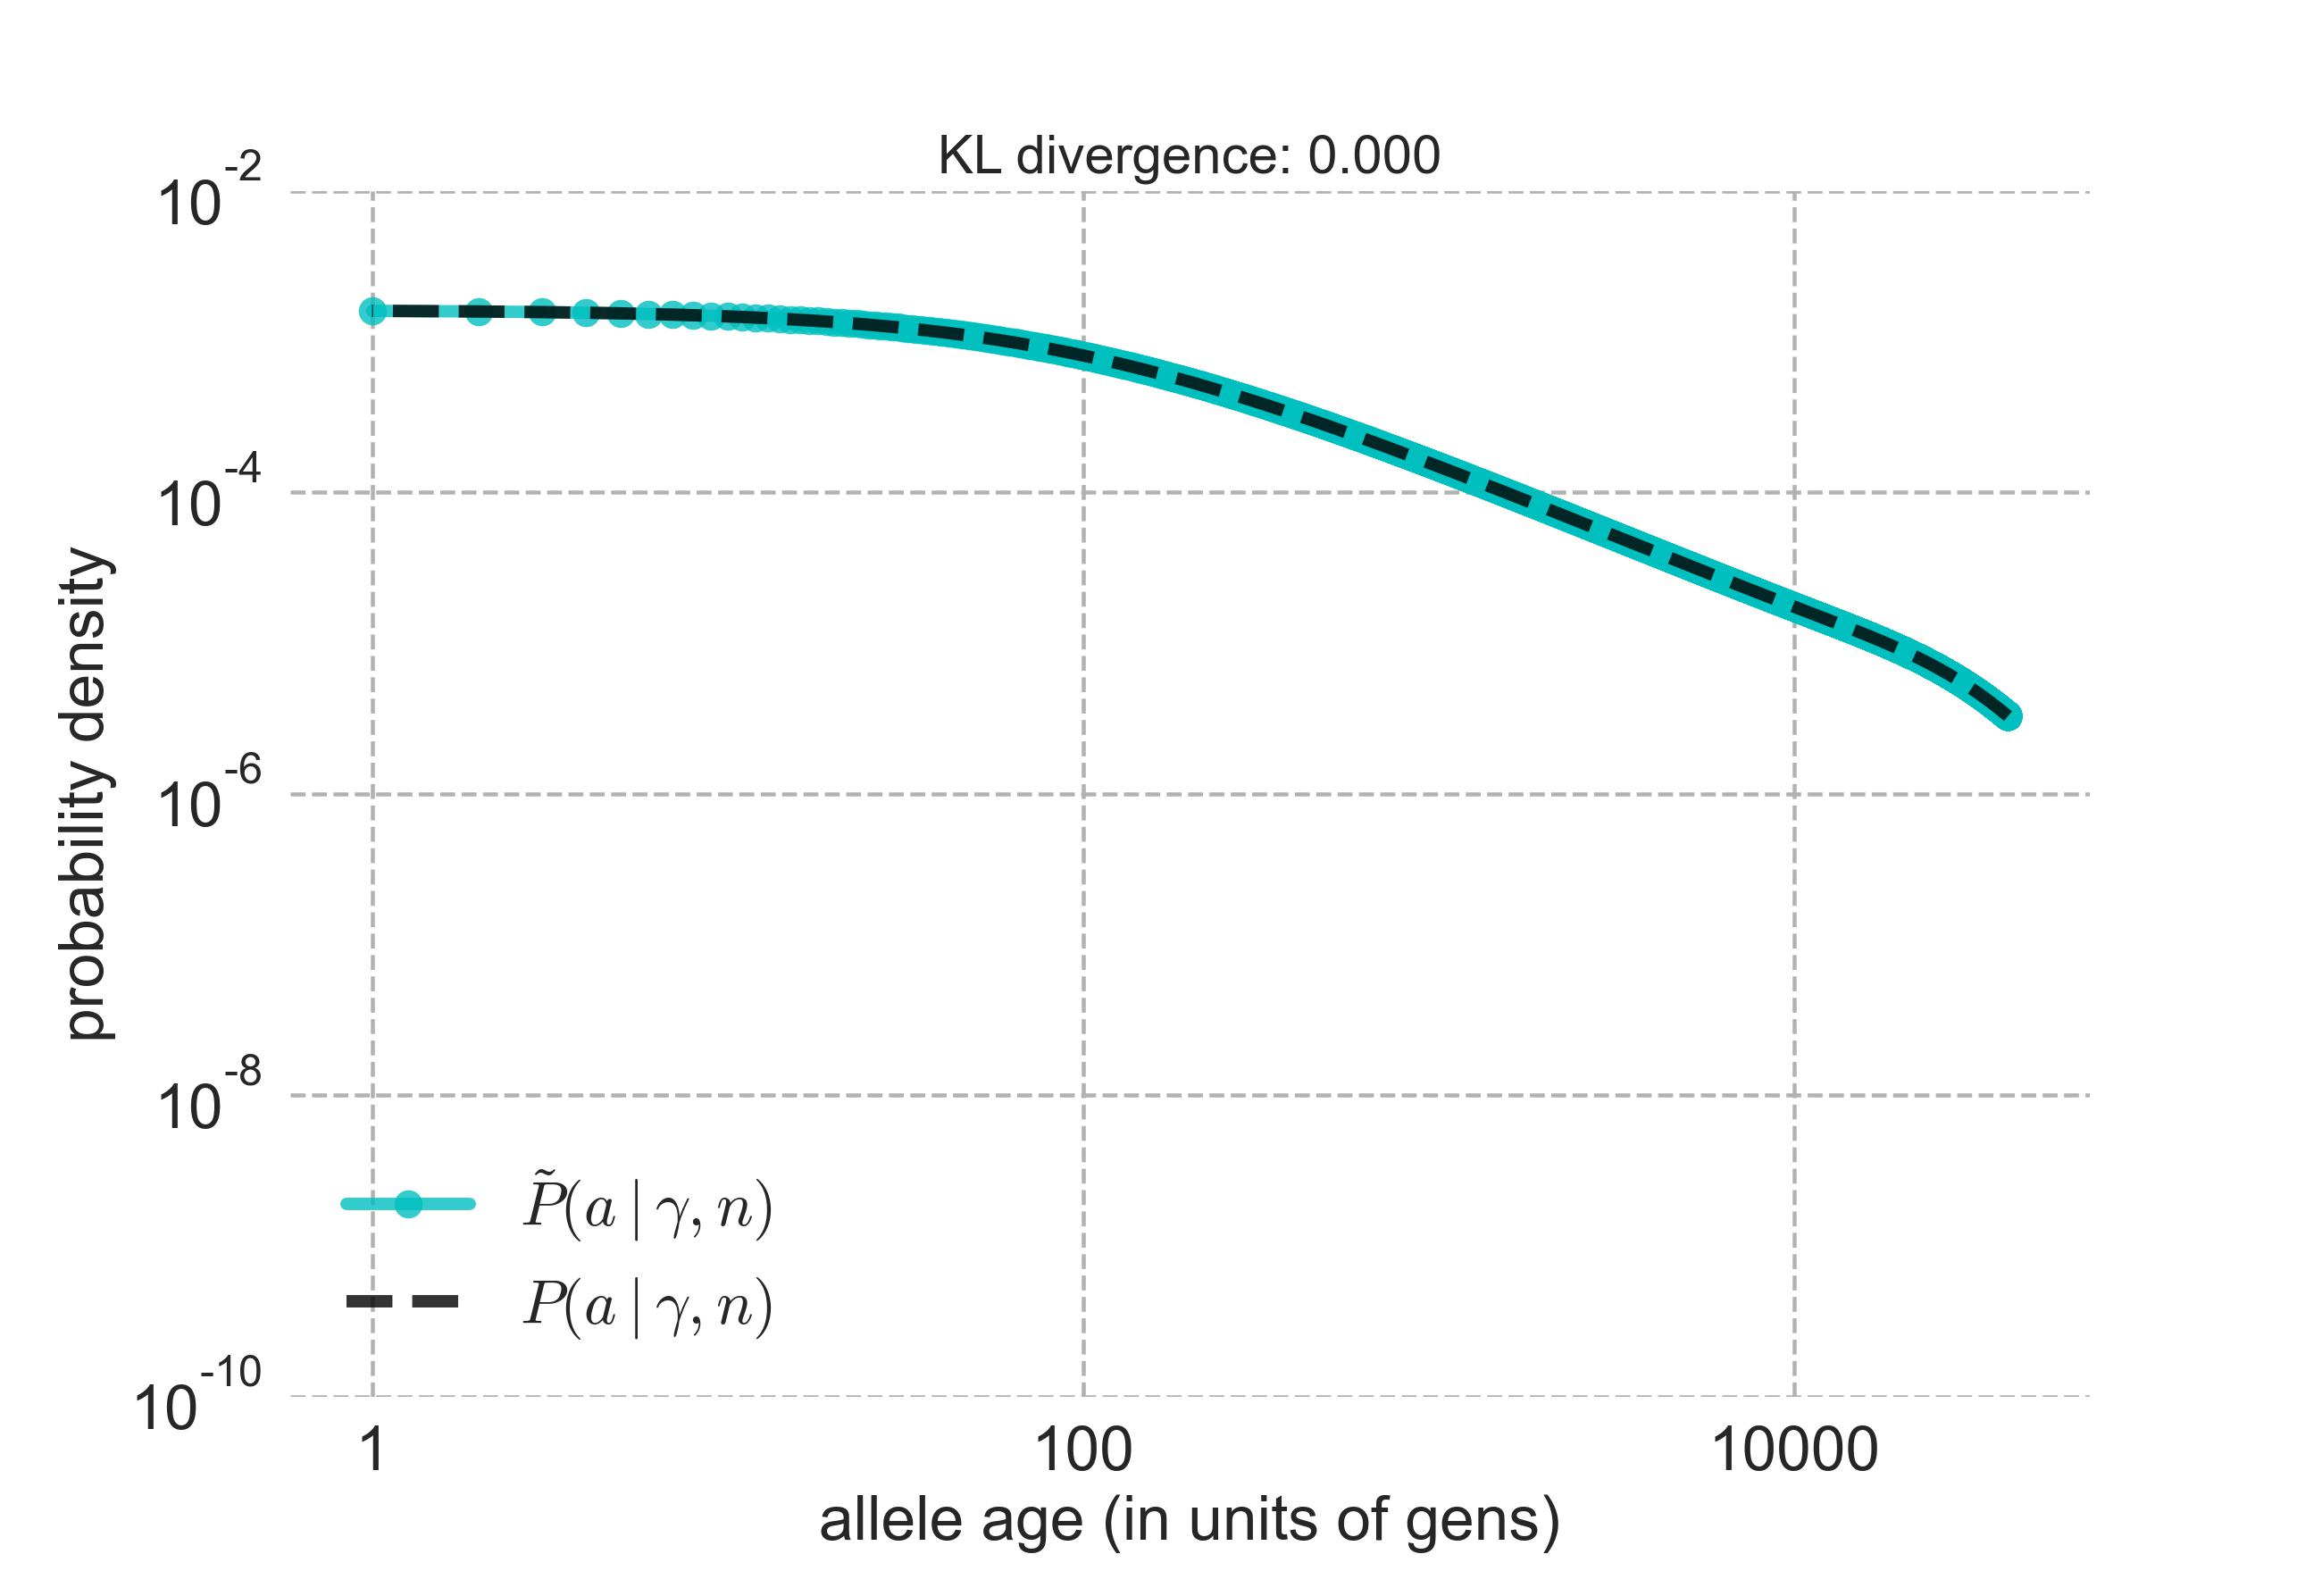 KL divergence: 0.000
10^-2
10^-4
10^-6
10^-8
10^-10
probability density
P̃(a | γ, n)
P(a | γ, n)
1 100 10000
allele age (in units of gens)